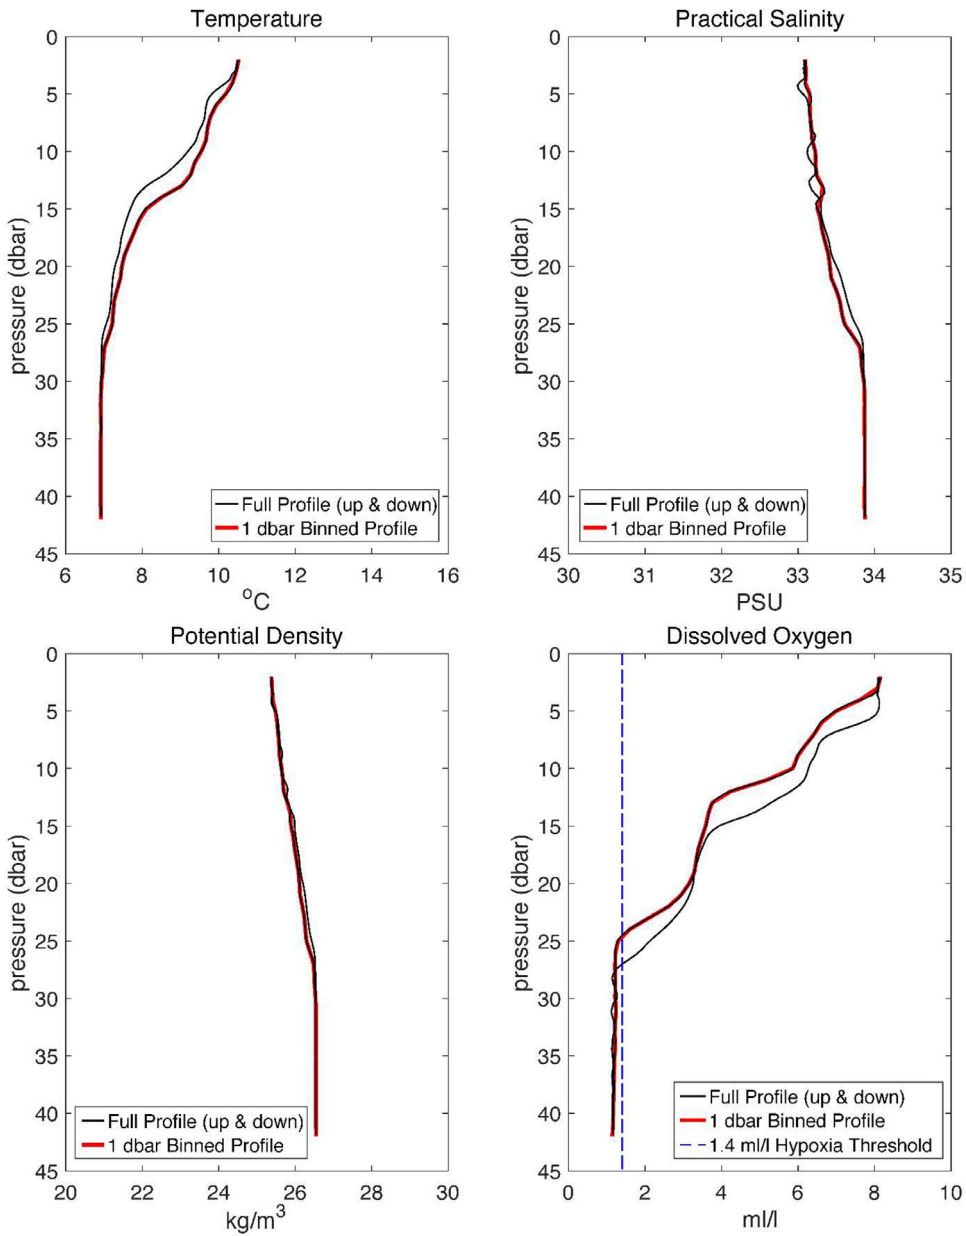 Temperature
0
5
10
15
20
25
30
35
40
45
pressure (dbar)
Full Profile (up & down)
1 dbar Binned Profile
6 8 10 12 14 16
°C
Practical Salinity
0
5
10
15
20
25
30
35
40
45
pressure (dbar)
Full Profile (up & down)
1 dbar Binned Profile
30 31 32 33 34 35
PSU
Potential Density
0
5
10
15
20
25
30
35
40
45
pressure (dbar)
Full Profile (up & down)
1 dbar Binned Profile
20 22 24 26 28 30
kg/m³
Dissolved Oxygen
0
5
10
15
20
25
30
35
40
45
pressure (dbar)
Full Profile (up & down)
1 dbar Binned Profile
1.4 ml/l Hypoxia Threshold
0 2 4 6 8 10
ml/l